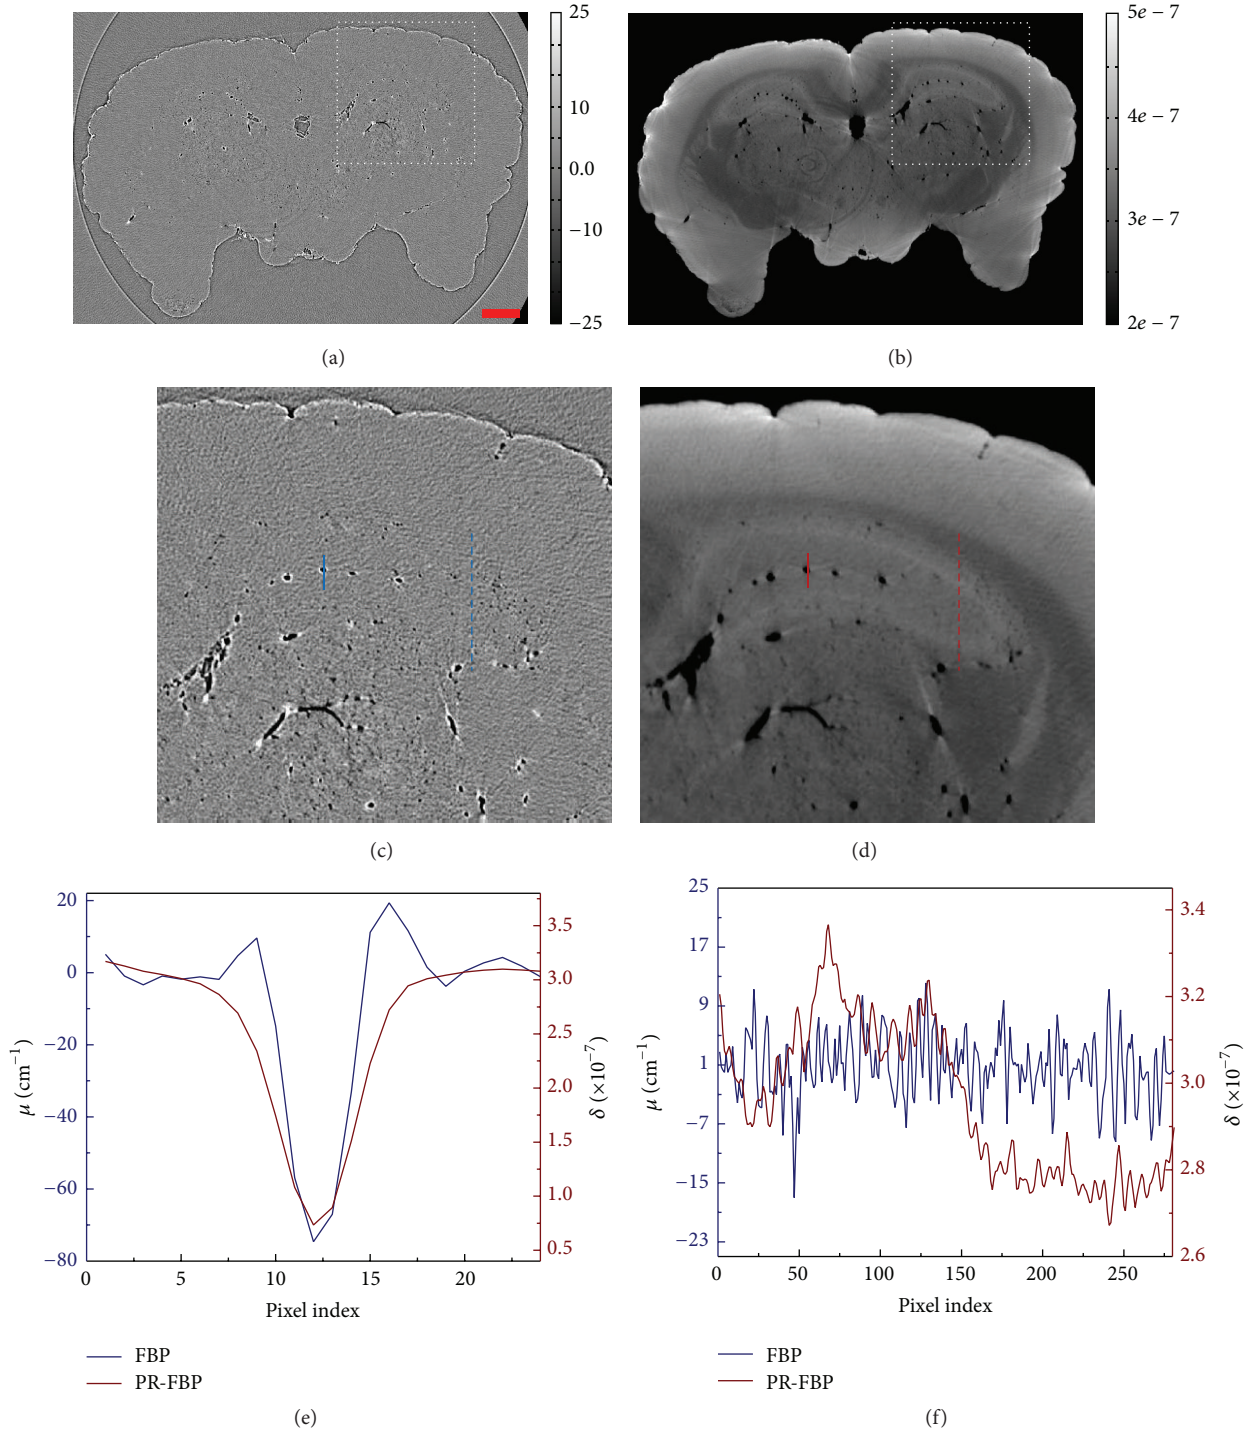 25
10
0.0
−10
−25
(a)
5e − 7
4e − 7
3e − 7
2e − 7
(b)
(c)
(d)
20
0
−20
−40
−60
−80
μ (cm⁻¹)
3.5
3.0
2.5
2.0
1.5
1.0
0.5
δ (×10⁻⁷)
0 5 10 15 20
Pixel index
FBP
PR-FBP
(e)
25
17
9
1
−7
−15
−23
μ (cm⁻¹)
3.4
3.2
3.0
2.8
2.6
δ (×10⁻⁷)
0 50 100 150 200 250
Pixel index
FBP
PR-FBP
(f)